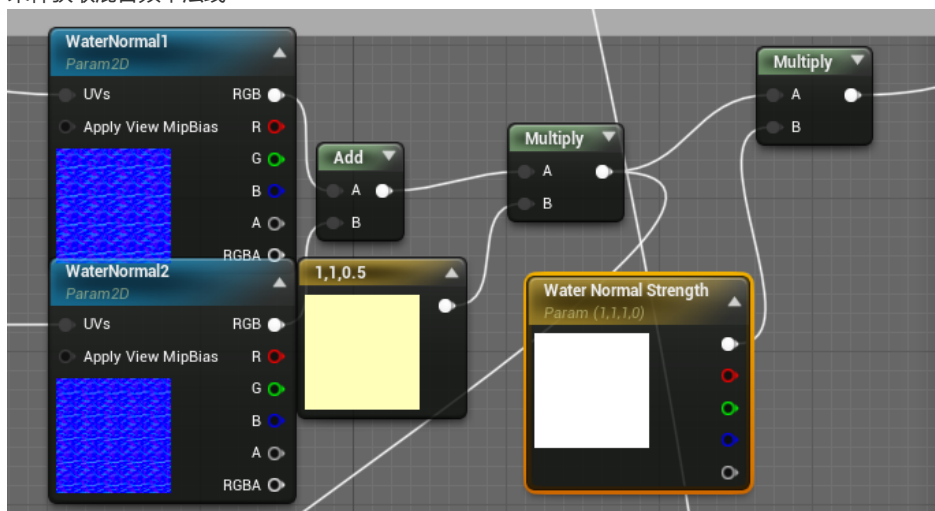 WaterNormal1
Param2D
UVs RGB
Apply View MipBias R
G
B
A
RGBA
WaterNormal2
Param2D
UVs RGB
Apply View MipBias R
G
B
A
RGBA
Add
A
B
1,1,0.5
Multiply
A
B
Water Normal Strength
Param (1,1,1,0)
Multiply
A
B